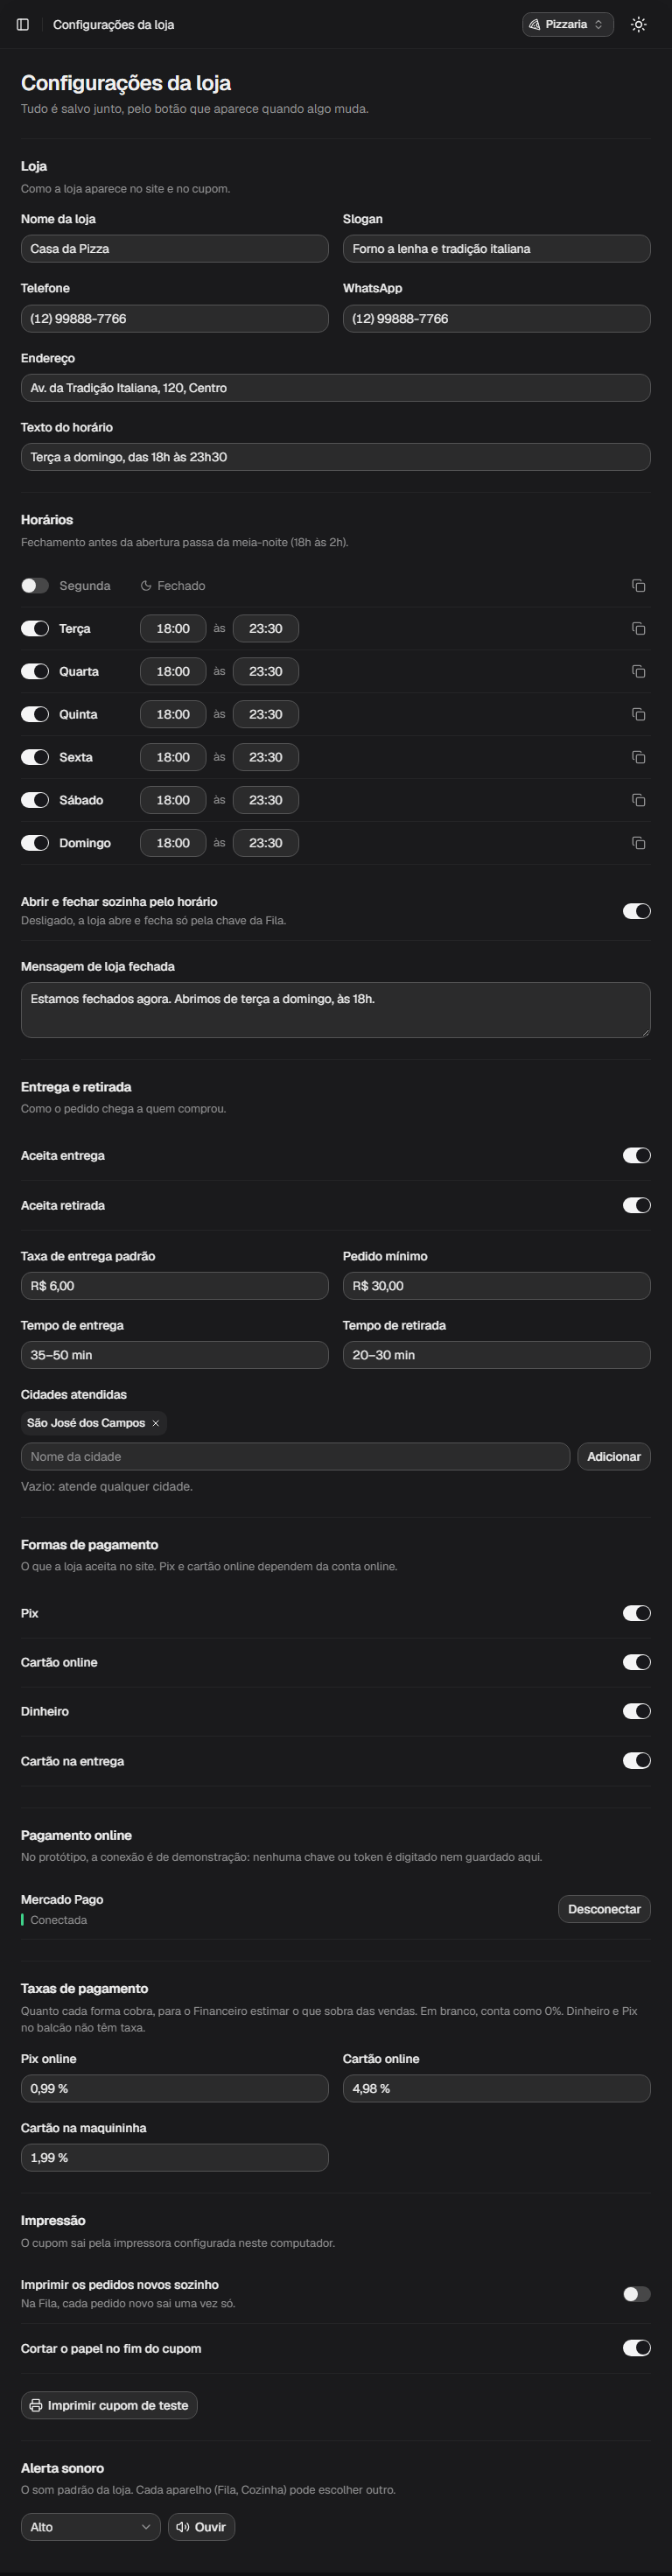 Configurações da loja
Pizzaria
Configurações da loja
Tudo é salvo junto, pelo botão que aparece quando algo muda.
Loja
Como a loja aparece no site e no cupom.
Nome da loja
Slogan
Casa da Pizza
Forno a lenha e tradição italiana
Telefone
WhatsApp
(12) 99888-7766
(12) 99888-7766
Endereço
Av. da Tradição Italiana, 120, Centro
Texto do horário
Terça a domingo, das 18h às 23h30
Horários
Fechamento antes da abertura passa da meia-noite (18h às 2h).
Segunda
Fechado
Terça 18:00 às 23:30
Quarta 18:00 às 23:30
Quinta 18:00 às 23:30
Sexta 18:00 às 23:30
Sábado 18:00 às 23:30
Domingo 18:00 às 23:30
Abrir e fechar sozinha pelo horário
Desligado, a loja abre e fecha só pela chave da Fila.
Mensagem de loja fechada
Estamos fechados agora. Abrimos de terça a domingo, às 18h.
Entrega e retirada
Como o pedido chega a quem comprou.
Aceita entrega
Aceita retirada
Taxa de entrega padrão
Pedido mínimo
R$ 6,00
R$ 30,00
Tempo de entrega
Tempo de retirada
35–50 min
20–30 min
Cidades atendidas
São José dos Campos
Nome da cidade
Adicionar
Vazio: atende qualquer cidade.
Formas de pagamento
O que a loja aceita no site. Pix e cartão online dependem da conta online.
Pix
Cartão online
Dinheiro
Cartão na entrega
Pagamento online
No protótipo, a conexão é de demonstração: nenhuma chave ou token é digitado nem guardado aqui.
Mercado Pago
Conectada
Desconectar
Taxas de pagamento
Quanto cada forma cobra, para o Financeiro estimar o que sobra das vendas. Em branco, conta como 0%. Dinheiro e Pix
no balcão não têm taxa.
Pix online
Cartão online
0,99 %
4,98 %
Cartão na maquininha
1,99 %
Impressão
O cupom sai pela impressora configurada neste computador.
Imprimir os pedidos novos sozinho
Na Fila, cada pedido novo sai uma vez só.
Cortar o papel no fim do cupom
Imprimir cupom de teste
Alerta sonoro
O som padrão da loja. Cada aparelho (Fila, Cozinha) pode escolher outro.
Alto
Ouvir